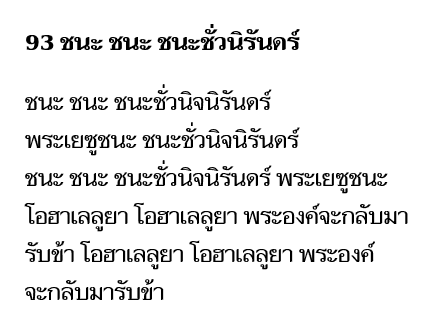 93 ชนะ ชนะ ชนะชั่วนิรันดร์
ชนะ ชนะ ชนะชั่วนิจนิรันดร์
พระเยซูชนะ ชนะชั่วนิจนิรันดร์
ชนะ ชนะ ชนะชั่วนิจนิรันดร์ พระเยซูชนะ
โอฮาเลลูยา โอฮาเลลูยา พระองค์จะกลับมา
รับข้า โอฮาเลลูยา โอฮาเลลูยา พระองค์
จะกลับมารับข้า